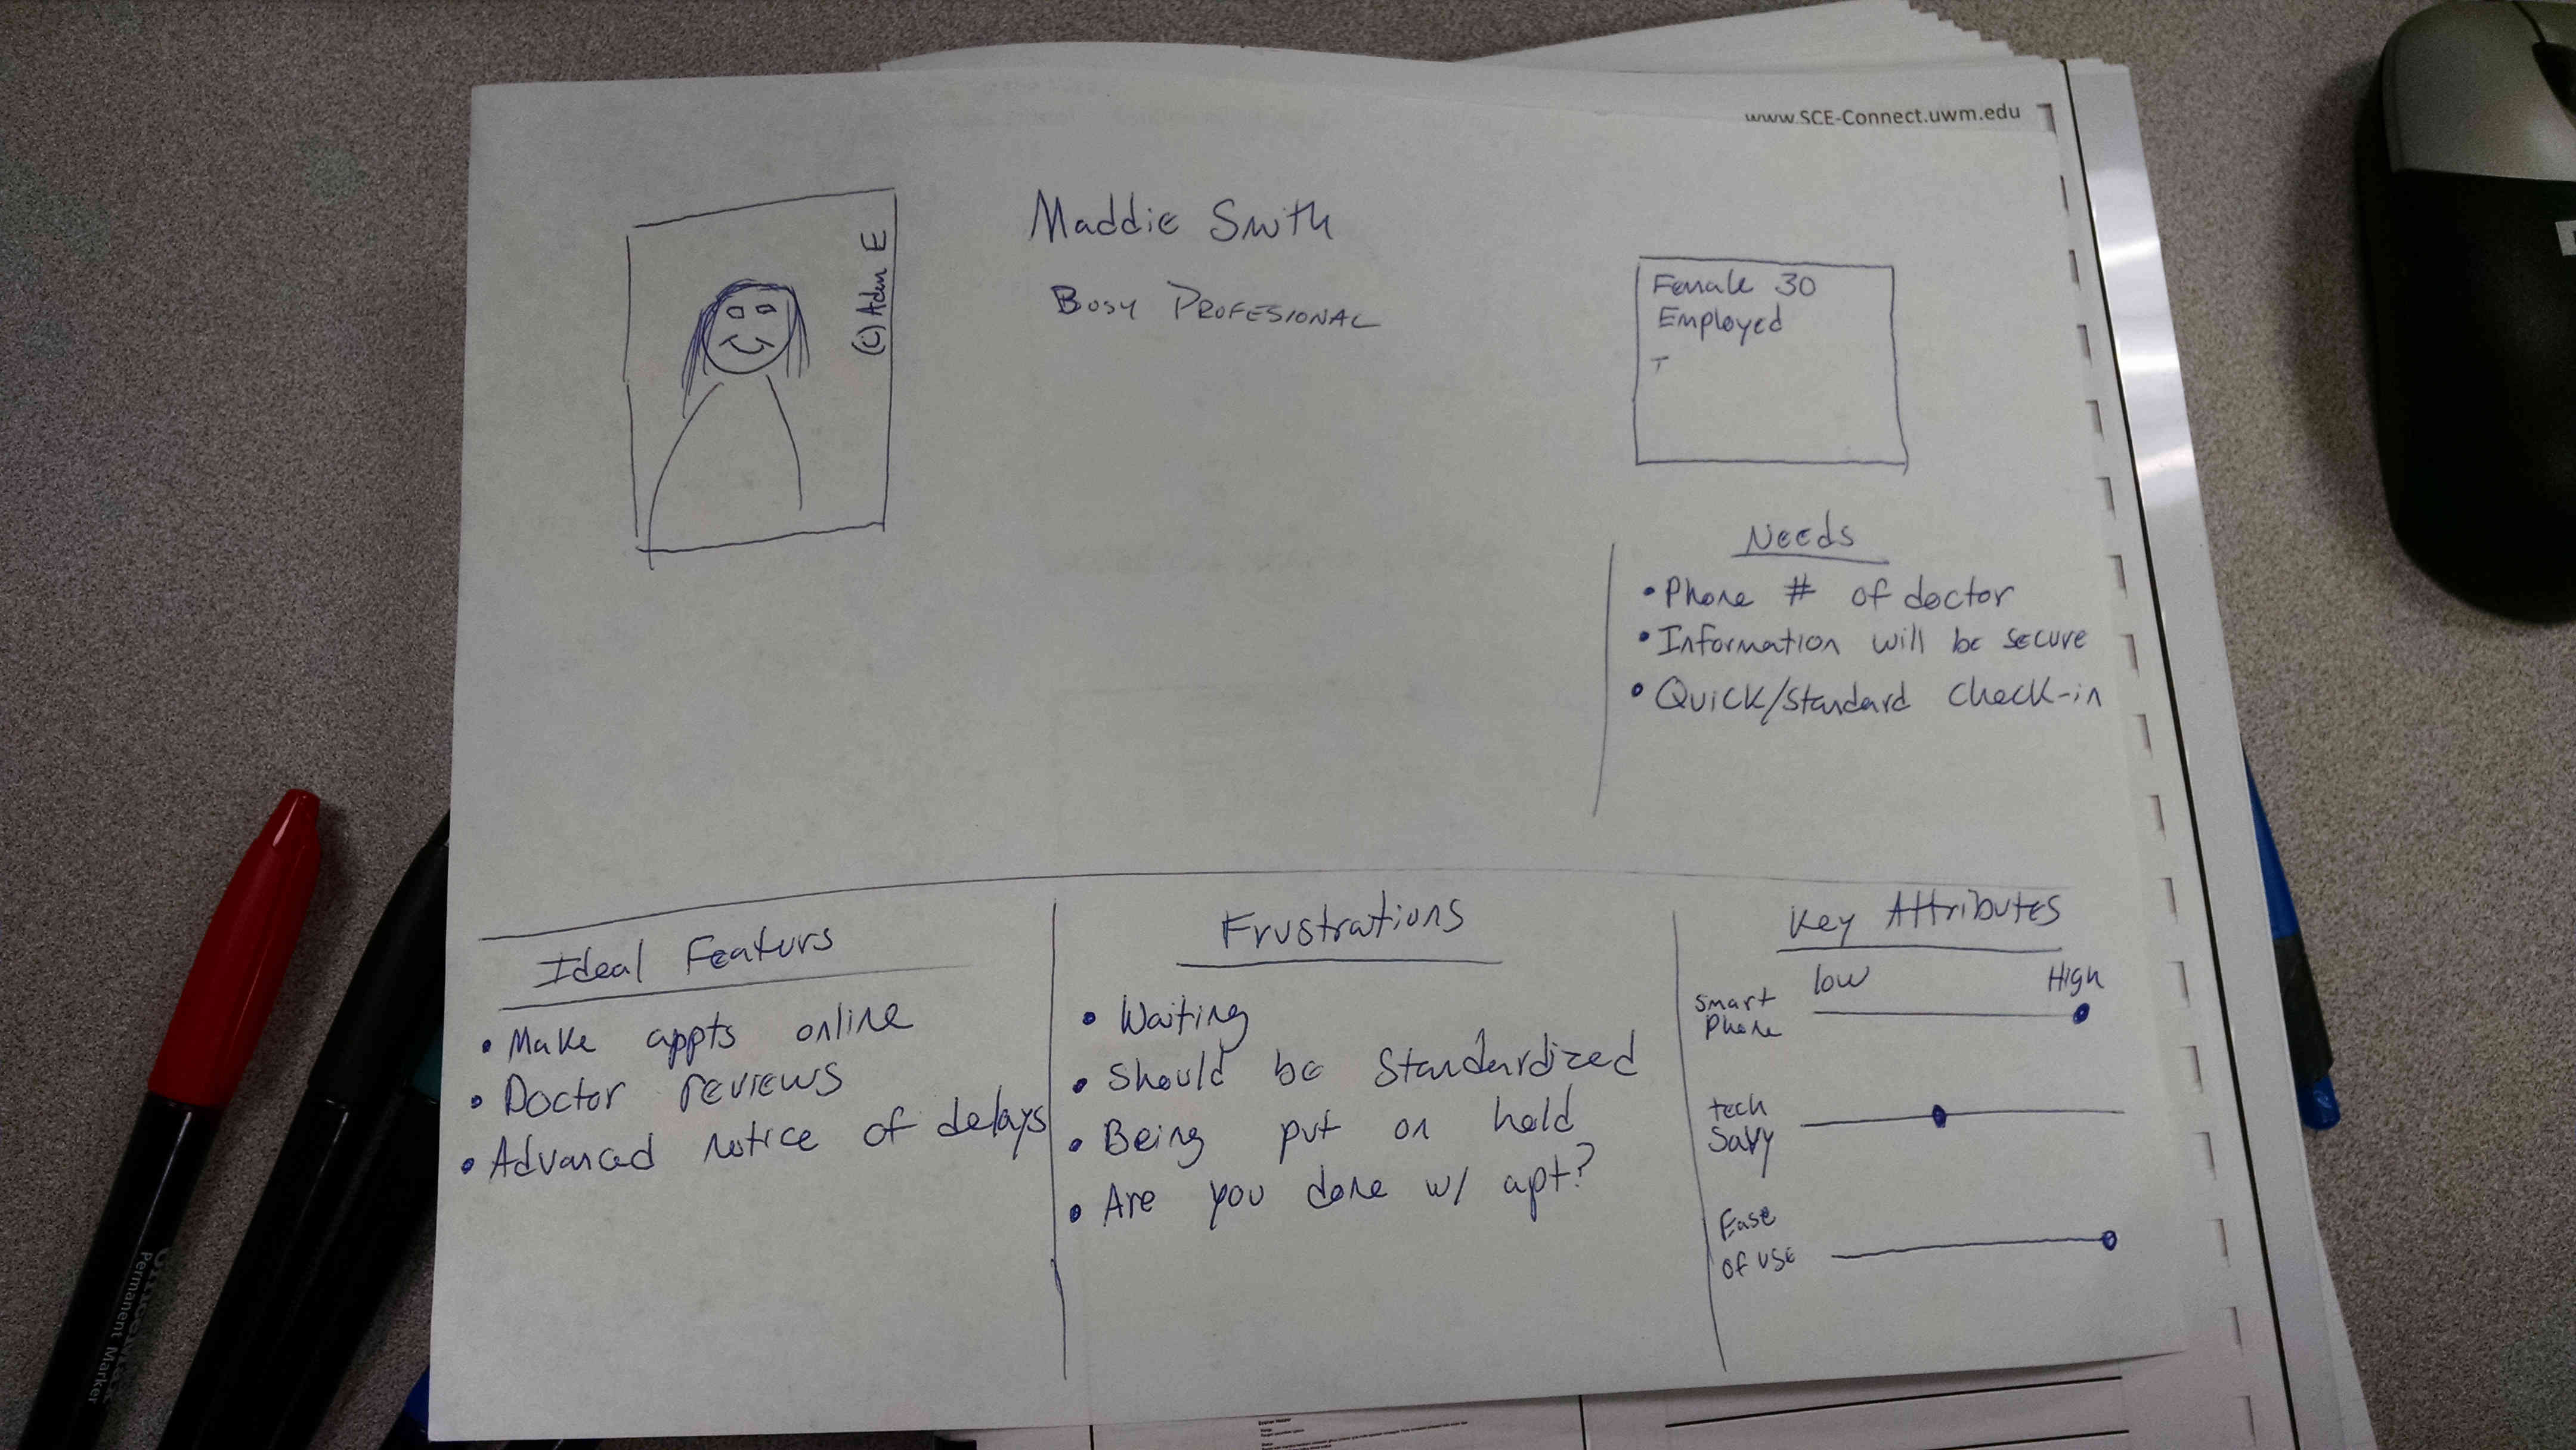 www.SCE-Connect.uwm.edu
(c) Adam E
Maddie Smith
Busy Profesional
Female 30
Employed
Needs
• Phone # of doctor
• Information will be secure
• Quick/Standard check-in
Ideal Featurs
• Make appts online
• Doctor reviews
• Advanced notice of delays
Frustrations
• Waiting
• Should be Standardized
• Being put on hold
• Are you done w/ apt?
Key Attributes
low High
Smart
Phone
tech
Savy
Ease
of use
Permanent Marker